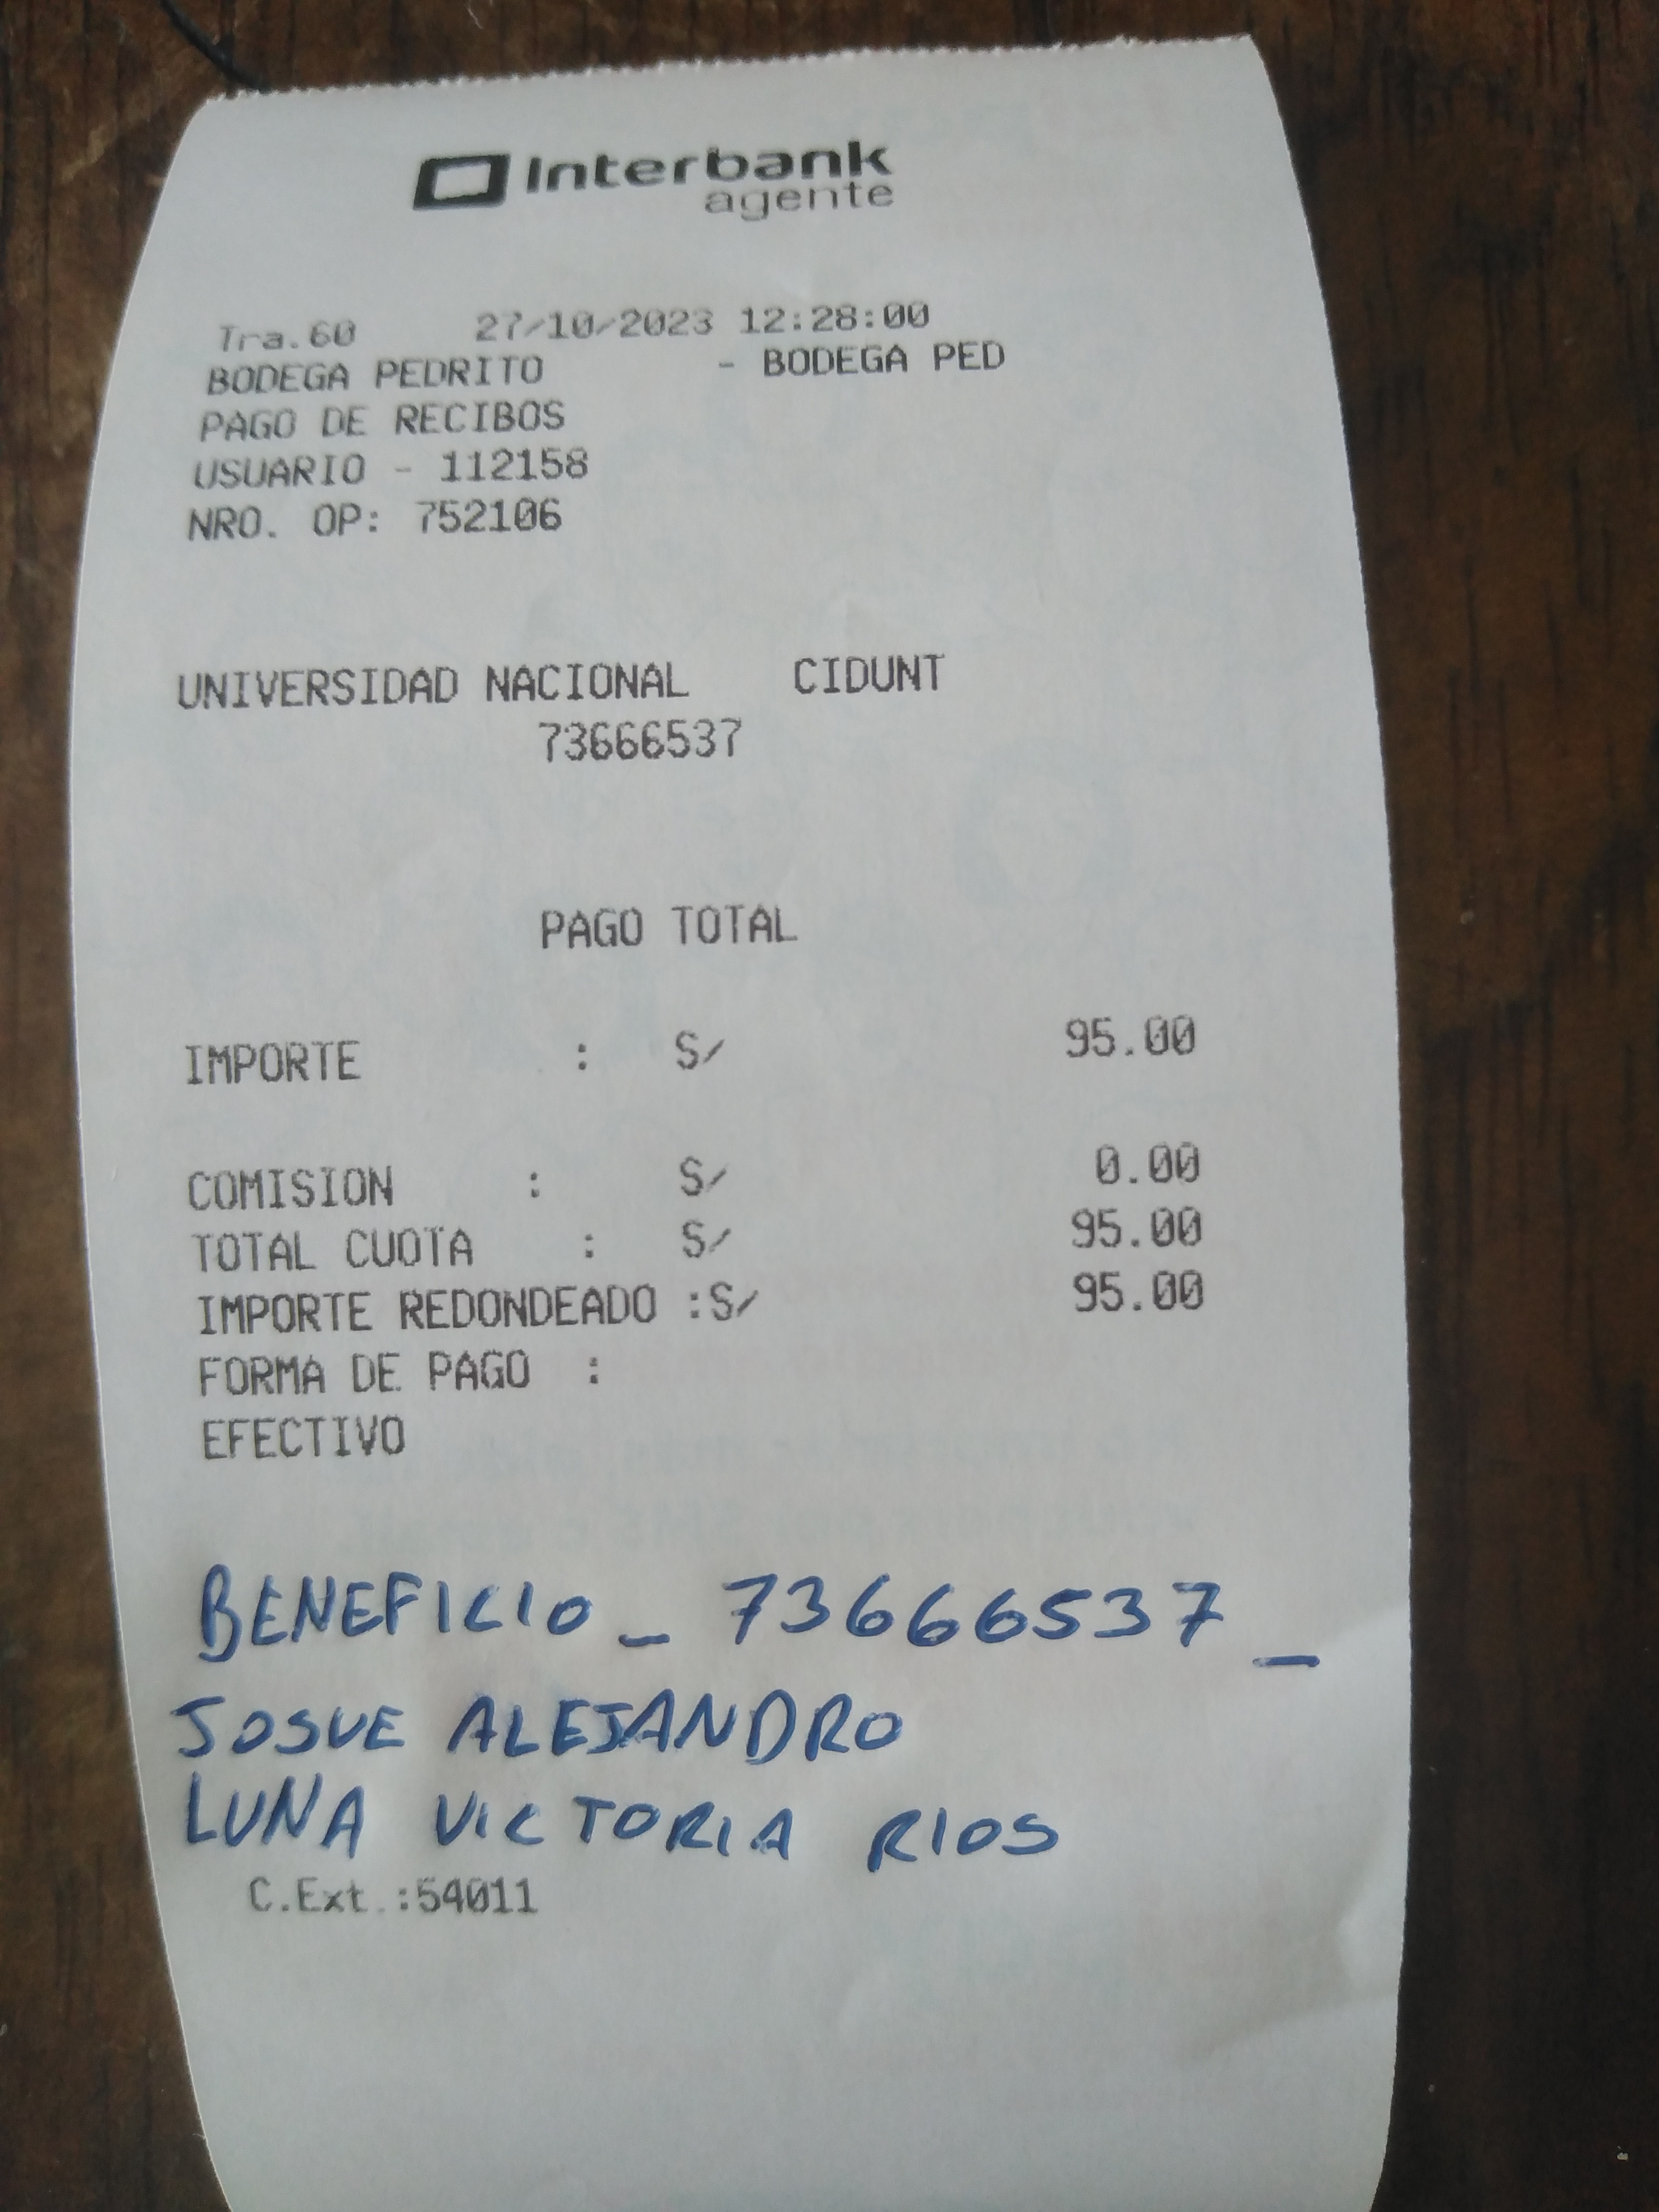 Interbank
agente
Tra.60 27/10/2023 12:28:00
BODEGA PEDRITO - BODEGA PED
PAGO DE RECIBOS
USUARIO - 112158
NRO. OP: 752106
UNIVERSIDAD NACIONAL CIDUNT
73666537
PAGO TOTAL
IMPORTE : S/ 95.00
COMISION : S/ 0.00
TOTAL CUOTA : S/ 95.00
IMPORTE REDONDEADO :S/ 95.00
FORMA DE PAGO :
EFECTIVO
BENEFICIO _ 73666537 _
JOSUE ALEJANDRO
LUNA VICTORIA RIOS
C.Ext.:54011